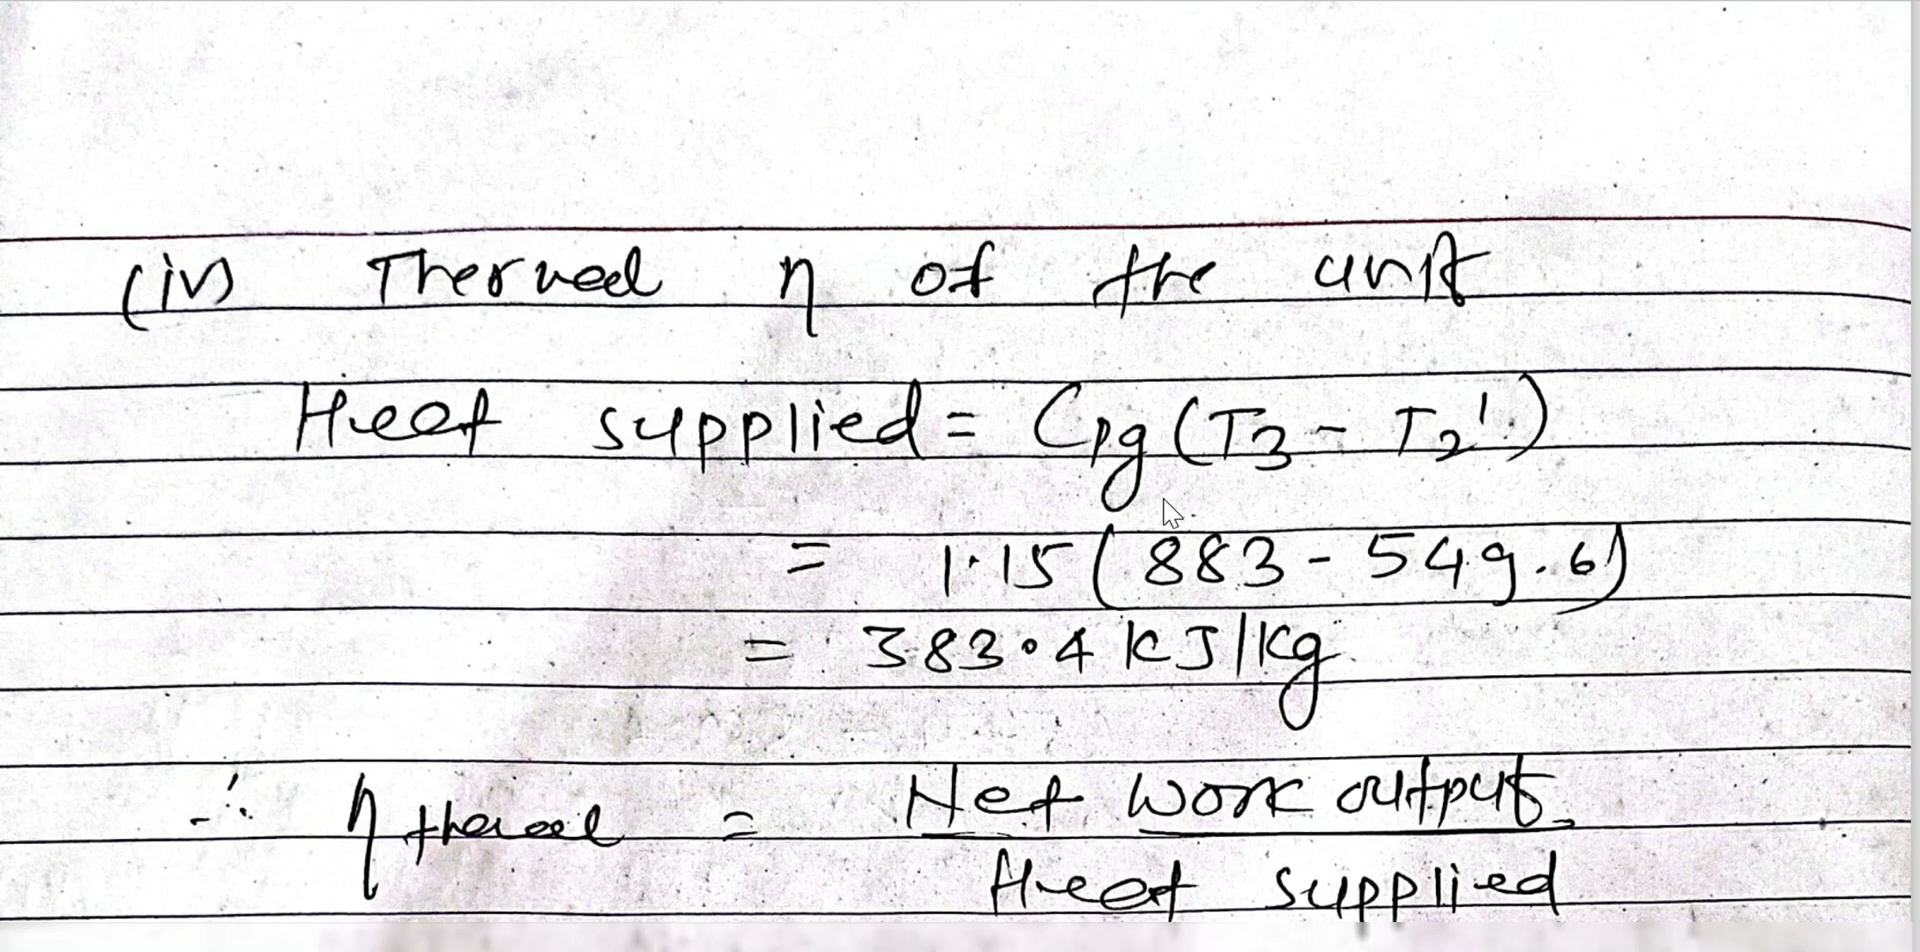 (iv) Thermal η of the unit
Heat supplied = Cpg (T3 - T2')
= 1.15 (883 - 549.6)
= 383.4 kJ/kg
∴ η thermal = Net work output
Heat supplied